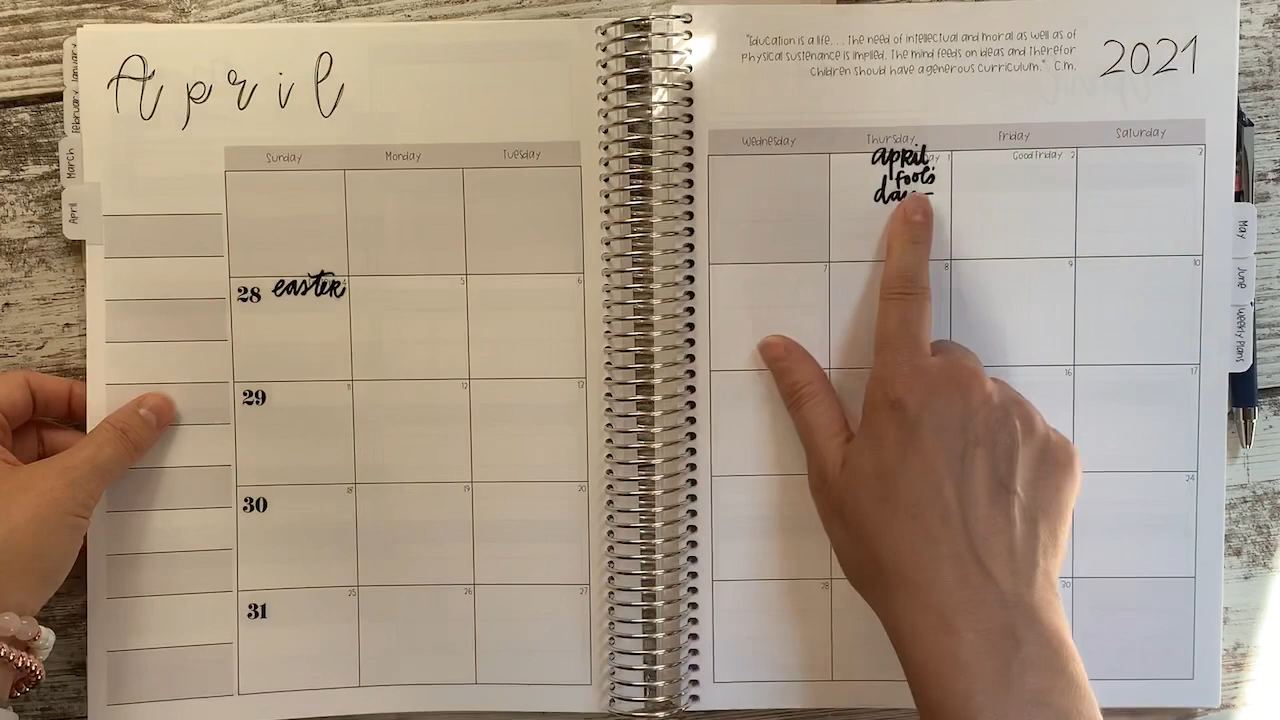 April
"Education is a life. . . The need of intellectual and moral as well as of
physical sustenance is implied. The mind feeds on ideas and therefor
children should have a generous curriculum." C.M.
2021
January
February
March
April
Sunday Monday Tuesday
Wednesday Thursday Friday Saturday
april
fools
day
1
Good Friday 2
3
28 easter
5 6
7 8 9 10
29
11 12 13
16 17
30
18 19 20
24
31
25 26 27
28
30
May
June
Weekly Plans